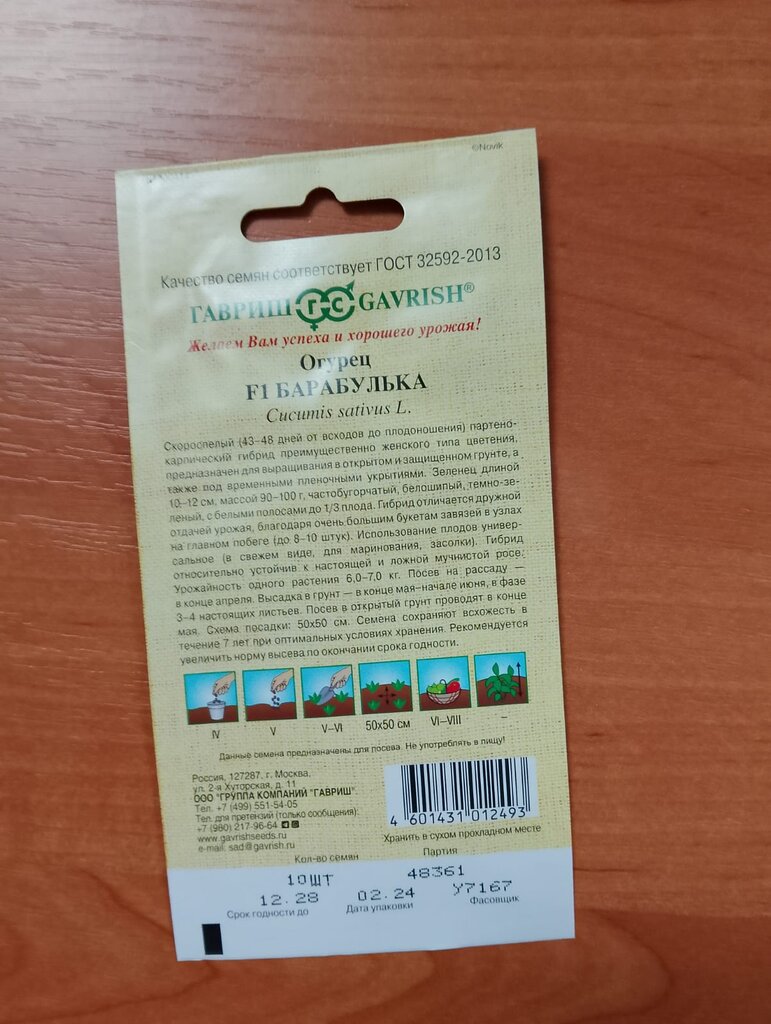 ©Novik
Качество семян соответствует ГОСТ 32592-2013
ГАВРИШ Г-С GAVRISH®
Желаем Вам успеха и хорошего урожая!
Огурец
F1 БАРАБУЛЬКА
Cucumis sativus L.
Скороспелый (43–48 дней от всходов до плодоношения) партено-
карпический гибрид преимущественно женского типа цветения,
предназначен для выращивания в открытом и защищенном грунте, а
также под временными пленочными укрытиями. Зеленец длиной
10–12 см, массой 90–100 г, частобугорчатый, белошипый, темно-зе-
леный, с белыми полосами до 1/3 плода. Гибрид отличается дружной
отдачей урожая, благодаря очень большим букетам завязей в узлах
на главном побеге (до 8–10 штук). Использование плодов универ-
сальное (в свежем виде, для маринования, засолки). Гибрид
относительно устойчив к настоящей и ложной мучнистой росе.
Урожайность одного растения 6,0–7,0 кг. Посев на рассаду —
в конце апреля. Высадка в грунт — в конце мая–начале июня, в фазе
3–4 настоящих листьев. Посев в открытый грунт проводят в конце
мая. Схема посадки: 50х50 см. Семена сохраняют всхожесть в
течение 7 лет при оптимальных условиях хранения. Рекомендуется
увеличить норму высева по окончании срока годности.
IV V V–VI 50х50 см VI–VIII –
Данные семена предназначены для посева. Не употреблять в пищу!
Россия, 127287, г. Москва,
ул. 2-я Хуторская, д. 11
ООО "ГРУППА КОМПАНИЙ "ГАВРИШ".
Тел. +7 (499) 551-54-05
Тел. для претензий (только сообщения):
+7 (980) 217-96-64
www.gavrishseeds.ru
e-mail: sad@gavrish.ru
4 601431 012493
Хранить в сухом прохладном месте
Кол-во семян Партия
10ШТ 48361
12.28 02.24 У7167
Срок годности до Дата упаковки Фасовщик